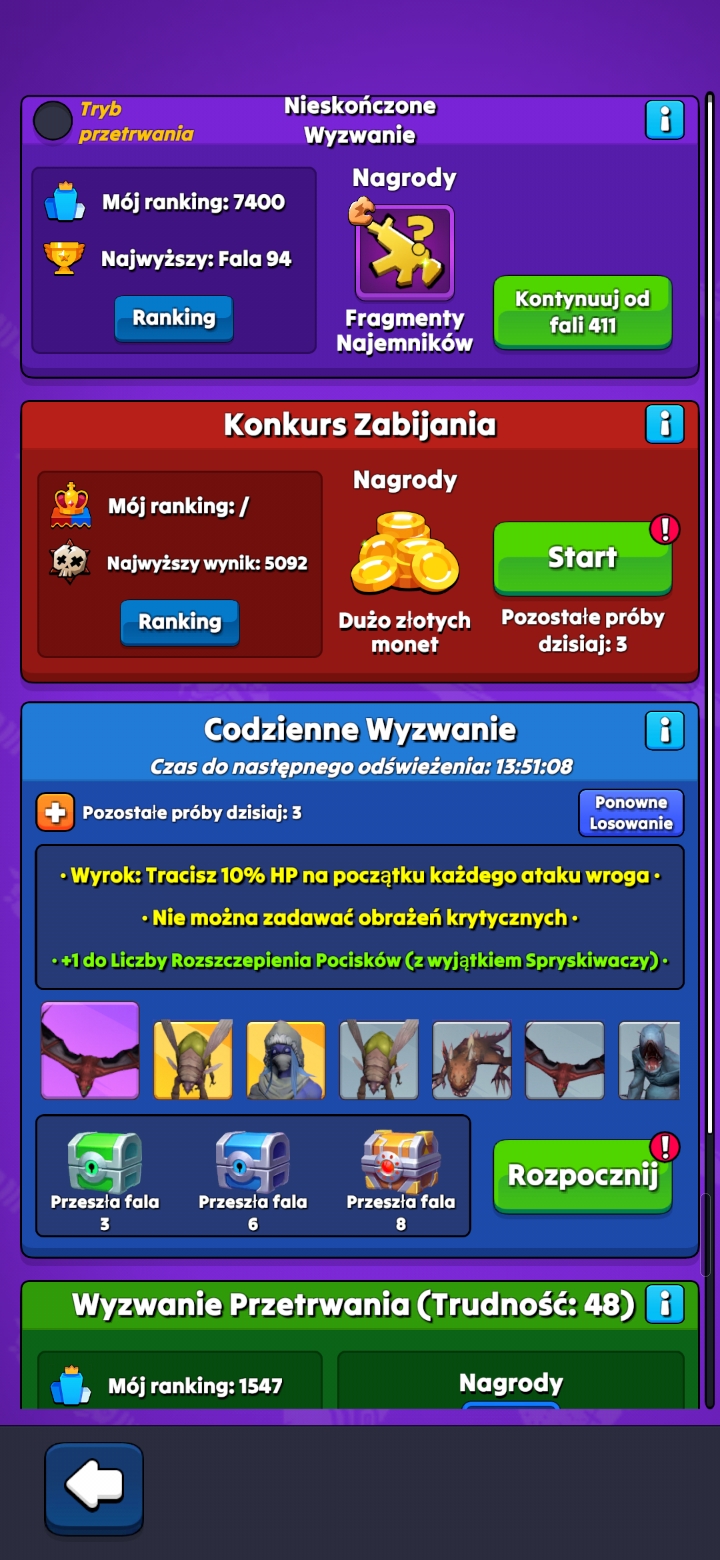 Tryb
przetrwania
Nieskończone
Wyzwanie
Mój ranking: 7400
Najwyższy: Fala 94
Ranking
Nagrody
Fragmenty
Najemników
Kontynuuj od
fali 411
Konkurs Zabijania
Mój ranking: /
Najwyższy wynik: 5092
Ranking
Nagrody
Dużo złotych
monet
Start
Pozostałe próby
dzisiaj: 3
Codzienne Wyzwanie
Czas do następnego odświeżenia: 13:51:08
Pozostałe próby dzisiaj: 3
Ponowne
Losowanie
• Wyrok: Tracisz 10% HP na początku każdego ataku wroga •
• Nie można zadawać obrażeń krytycznych •
• +1 do Liczby Rozszczepienia Pocisków (z wyjątkiem Spryskiwaczy) •
Przeszła fala
3
Przeszła fala
6
Przeszła fala
8
Rozpocznij
Wyzwanie Przetrwania (Trudność: 48)
Mój ranking: 1547
Nagrody